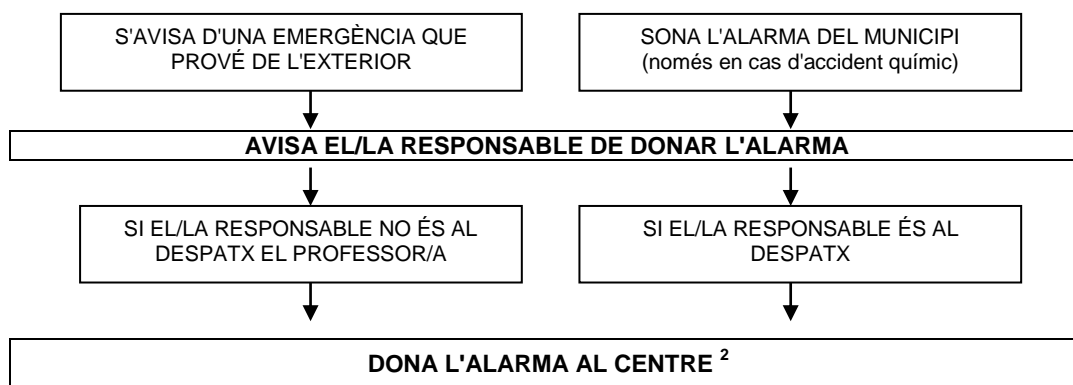 S'AVISA D'UNA EMERGÈNCIA QUE
PROVÉ DE L'EXTERIOR
SONA L'ALARMA DEL MUNICIPI
(només en cas d'accident químic)
AVISA EL/LA RESPONSABLE DE DONAR L'ALARMA
SI EL/LA RESPONSABLE NO ÉS AL
DESPATX EL PROFESSOR/A
SI EL/LA RESPONSABLE ÉS AL
DESPATX
DONA L'ALARMA AL CENTRE ²